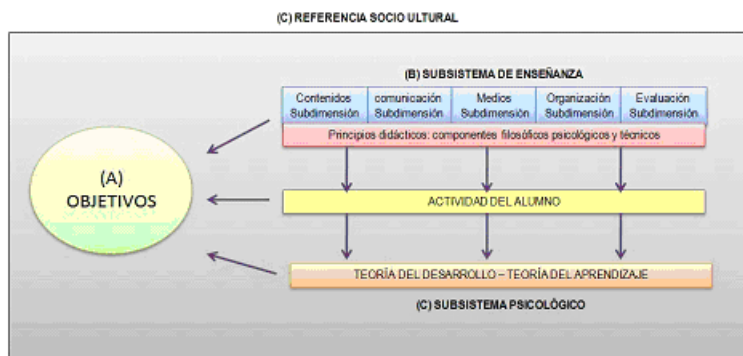 (C) REFERENCIA SOCIO ULTURAL
(B) SUBSISTEMA DE ENSEÑANZA
Contenidos
Subdimensión
comunicación
Subdimensión
Medios
Subdimensión
Organización
Subdimensión
Evaluación
Subdimensión
Principios didácticos: componentes filosóficos psicológicos y técnicos
(A)
OBJETIVOS
ACTIVIDAD DEL ALUMNO
TEORÍA DEL DESARROLLO – TEORÍA DEL APRENDIZAJE
(C) SUBSISTEMA PSICOLÓGICO